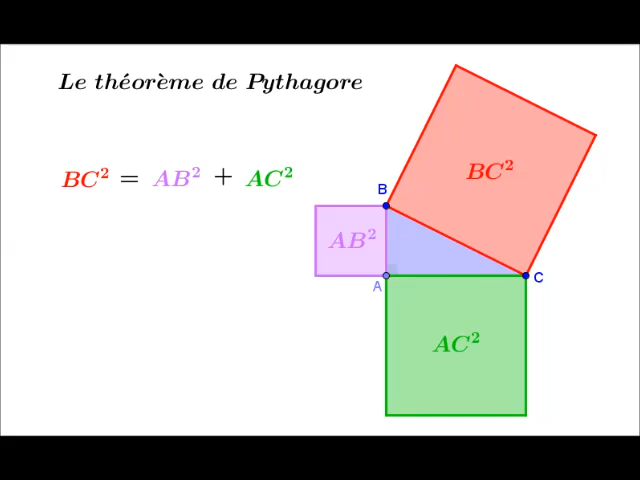 Le théorème de Pythagore
BC² = AB² + AC²
BC²
B
AB²
A
C
AC²